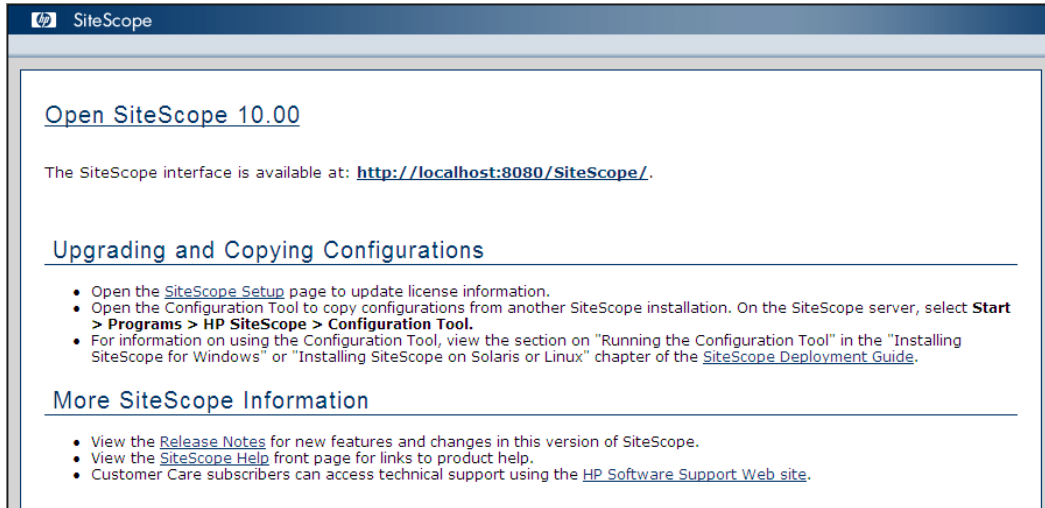 hp SiteScope
Open SiteScope 10.00
The SiteScope interface is available at: http://localhost:8080/SiteScope/.
Upgrading and Copying Configurations
• Open the SiteScope Setup page to update license information.
• Open the Configuration Tool to copy configurations from another SiteScope installation. On the SiteScope server, select Start
> Programs > HP SiteScope > Configuration Tool.
• For information on using the Configuration Tool, view the section on "Running the Configuration Tool" in the "Installing
SiteScope for Windows" or "Installing SiteScope on Solaris or Linux" chapter of the SiteScope Deployment Guide.
More SiteScope Information
• View the Release Notes for new features and changes in this version of SiteScope.
• View the SiteScope Help front page for links to product help.
• Customer Care subscribers can access technical support using the HP Software Support Web site.